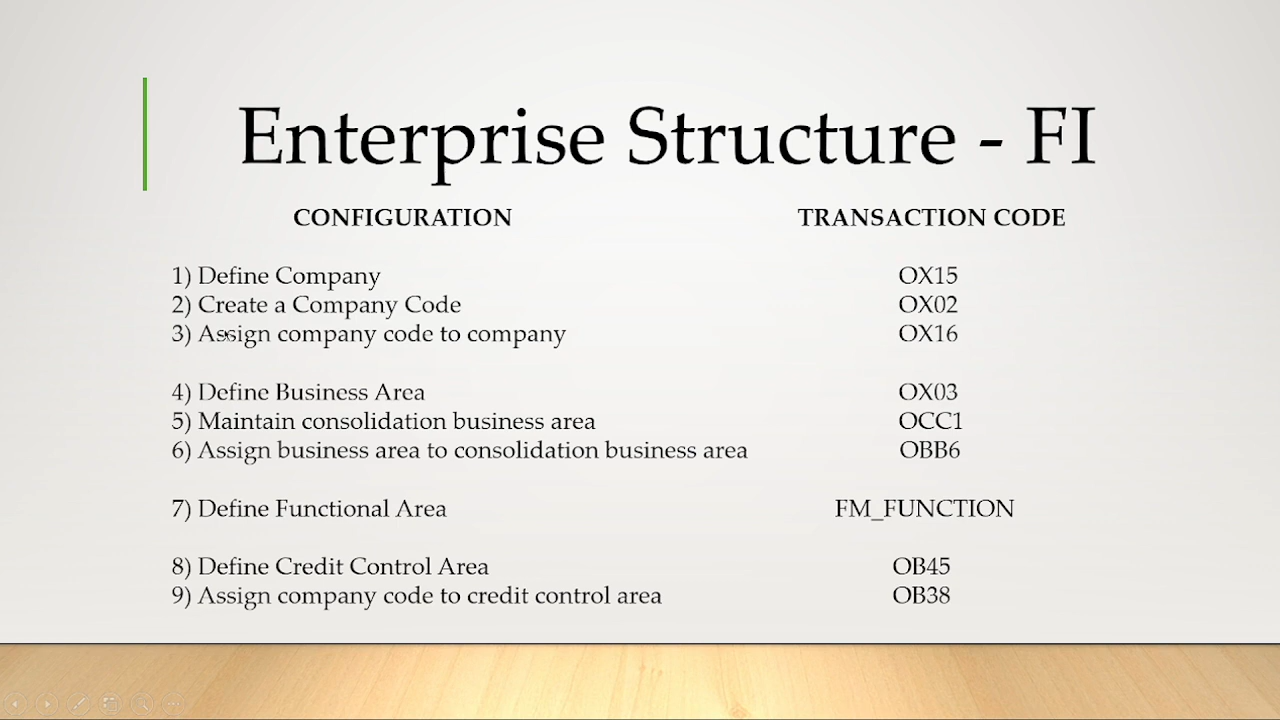 Enterprise Structure - FI
CONFIGURATION TRANSACTION CODE
1) Define Company OX15
2) Create a Company Code OX02
3) Assign company code to company OX16
4) Define Business Area OX03
5) Maintain consolidation business area OCC1
6) Assign business area to consolidation business area OBB6
7) Define Functional Area FM_FUNCTION
8) Define Credit Control Area OB45
9) Assign company code to credit control area OB38